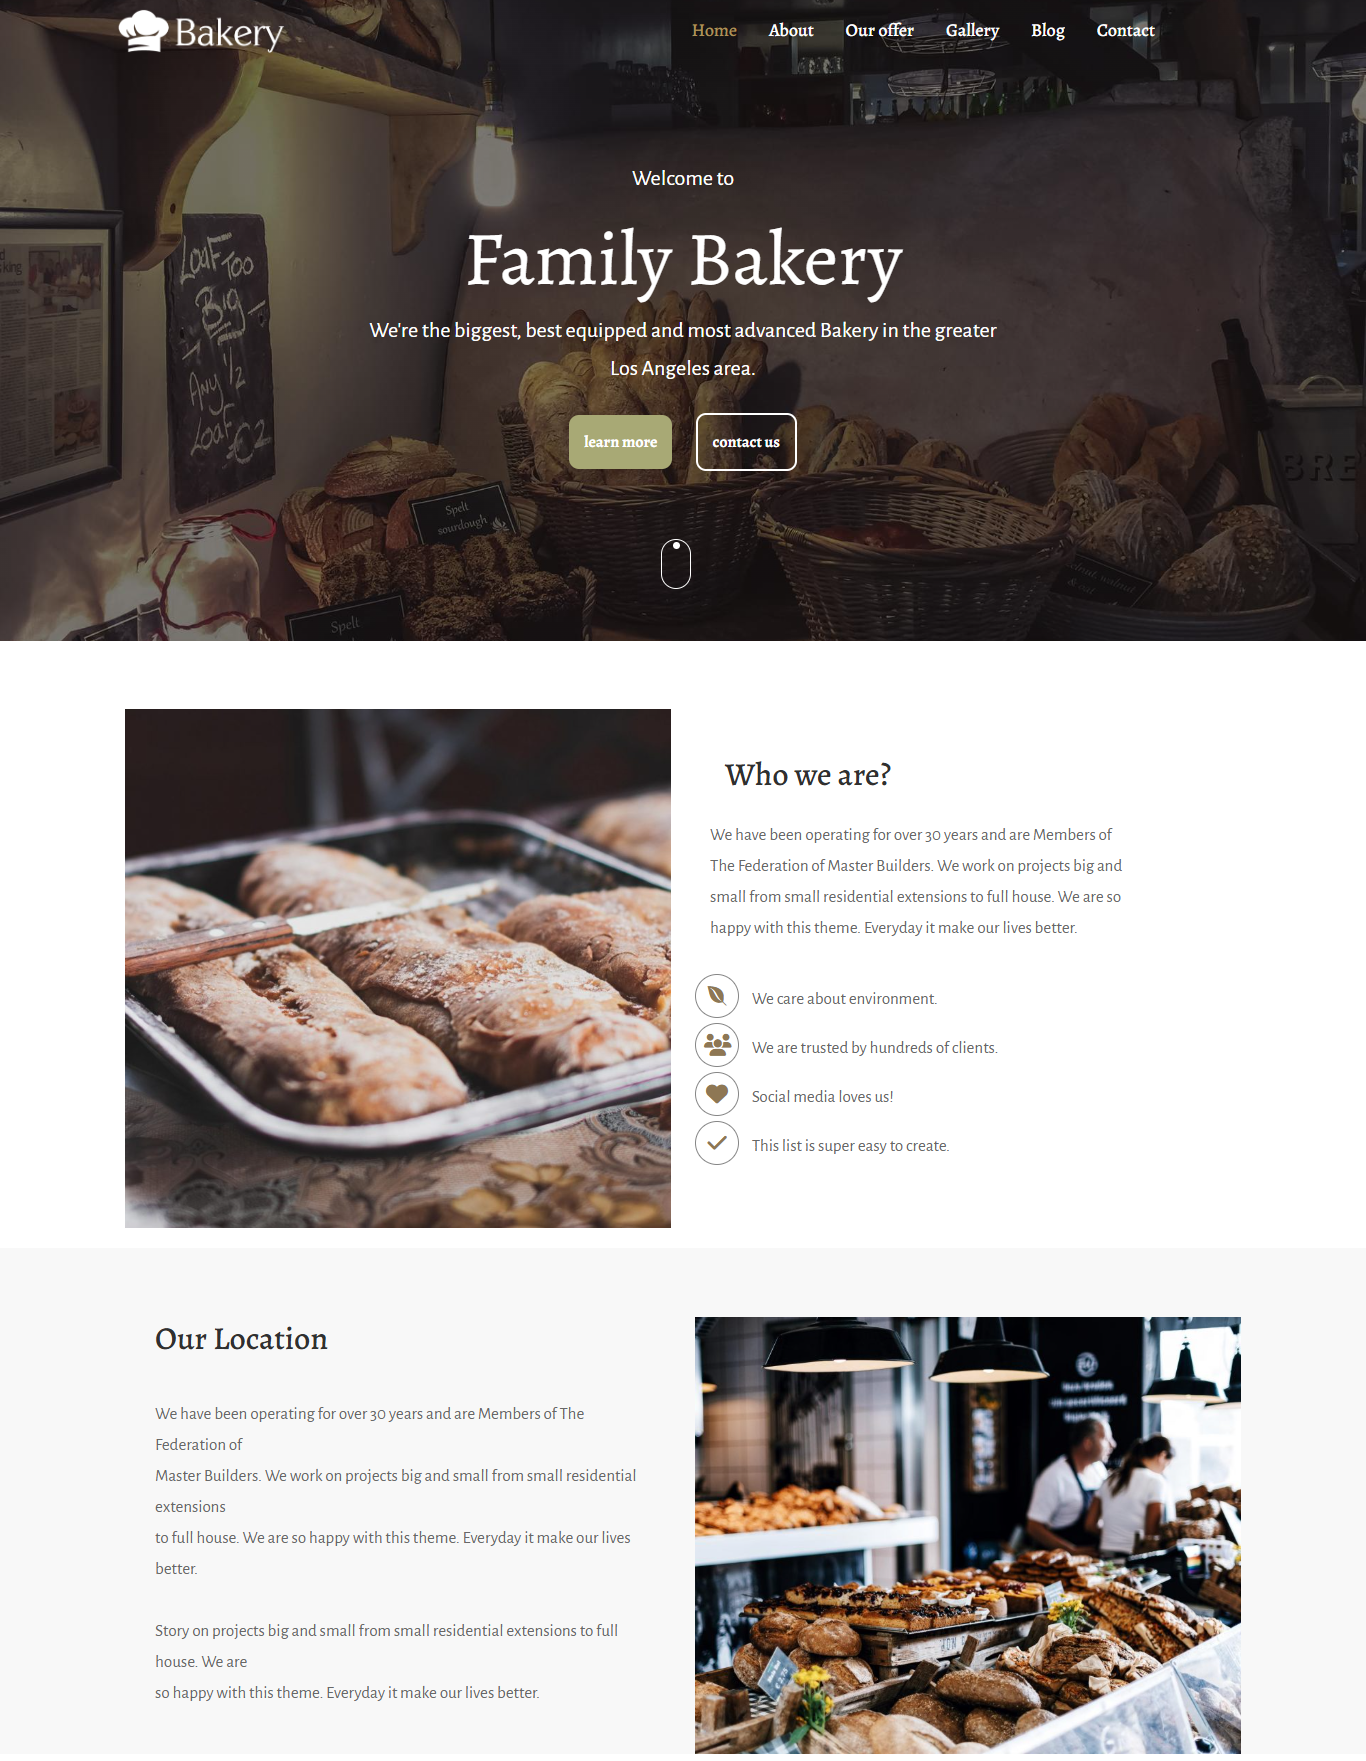 Bakery
Home About Our offer Gallery Blog Contact
Welcome to
Family Bakery
We're the biggest, best equipped and most advanced Bakery in the greater
Los Angeles area.
learn more contact us
LOAF TOO
BIG
ANY 1/2
LOAF
€2
Spelt
sourdough
Spelt
BRE
walnut
Who we are?
We have been operating for over 30 years and are Members of
The Federation of Master Builders. We work on projects big and
small from small residential extensions to full house. We are so
happy with this theme. Everyday it make our lives better.
We care about environment.
We are trusted by hundreds of clients.
Social media loves us!
This list is super easy to create.
Our Location
We have been operating for over 30 years and are Members of The
Federation of
Master Builders. We work on projects big and small from small residential
extensions
to full house. We are so happy with this theme. Everyday it make our lives
better.
Story on projects big and small from small residential extensions to full
house. We are
so happy with this theme. Everyday it make our lives better.